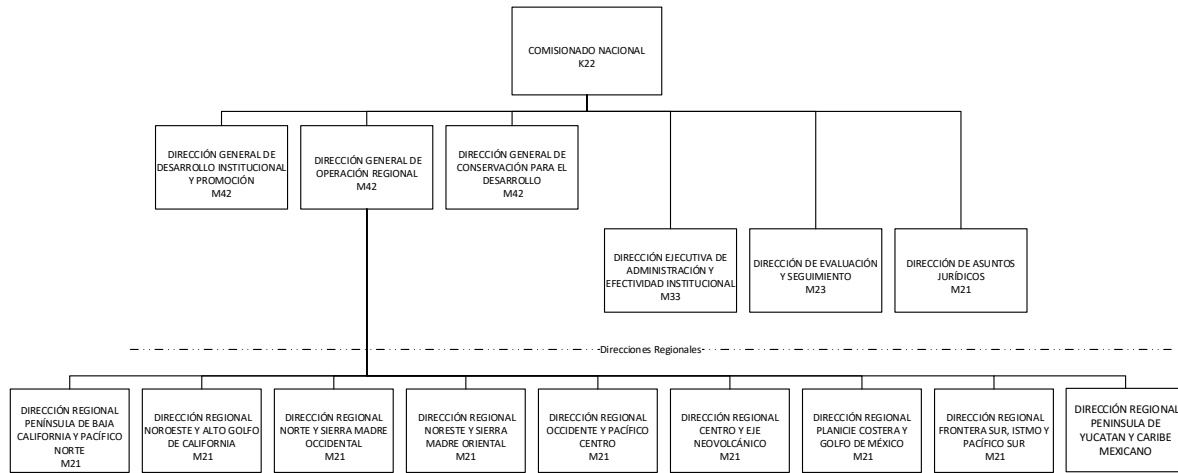 COMISIONADO NACIONAL
K22
DIRECCIÓN GENERAL DE
DESARROLLO INSTITUCIONAL
Y PROMOCIÓN
M42
DIRECCIÓN GENERAL DE
OPERACIÓN REGIONAL
M42
DIRECCIÓN GENERAL DE
CONSERVACIÓN PARA EL
DESARROLLO
M42
DIRECCIÓN EJECUTIVA DE
ADMINISTRACIÓN Y
EFECTIVIDAD INSTITUCIONAL
M33
DIRECCIÓN DE EVALUACIÓN
Y SEGUIMIENTO
M23
DIRECCIÓN DE ASUNTOS
JURÍDICOS
M21
Direcciones Regionales
DIRECCIÓN REGIONAL
PENÍNSULA DE BAJA
CALIFORNIA Y PACÍFICO
NORTE
M21
DIRECCIÓN REGIONAL
NOROESTE Y ALTO GOLFO
DE CALIFORNIA
M21
DIRECCIÓN REGIONAL
NORTE Y SIERRA MADRE
OCCIDENTAL
M21
DIRECCIÓN REGIONAL
NORESTE Y SIERRA
MADRE ORIENTAL
M21
DIRECCIÓN REGIONAL
OCCIDENTE Y PACÍFICO
CENTRO
M21
DIRECCIÓN REGIONAL
CENTRO Y EJE
NEOVOLCÁNICO
M21
DIRECCIÓN REGIONAL
PLANICIE COSTERA Y
GOLFO DE MÉXICO
M21
DIRECCIÓN REGIONAL
FRONTERA SUR, ISTMO Y
PACÍFICO SUR
M21
DIRECCIÓN REGIONAL
PENINSULA DE
YUCATAN Y CARIBE
MEXICANO